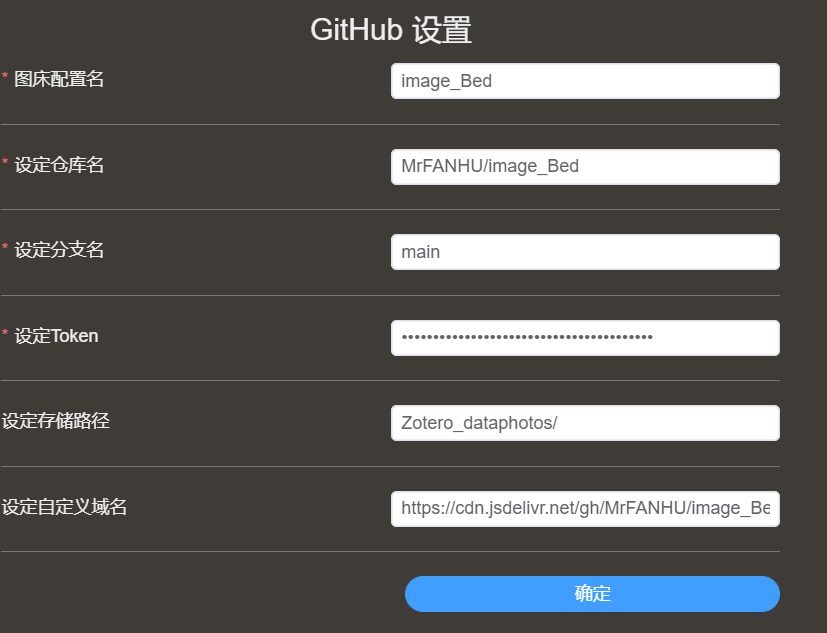 GitHub 设置
* 图床配置名
image_Bed
* 设定仓库名
MrFANHU/image_Bed
* 设定分支名
main
* 设定Token
设定存储路径
Zotero_dataphotos/
设定自定义域名
https://cdn.jsdelivr.net/gh/MrFANHU/image_Be
确定